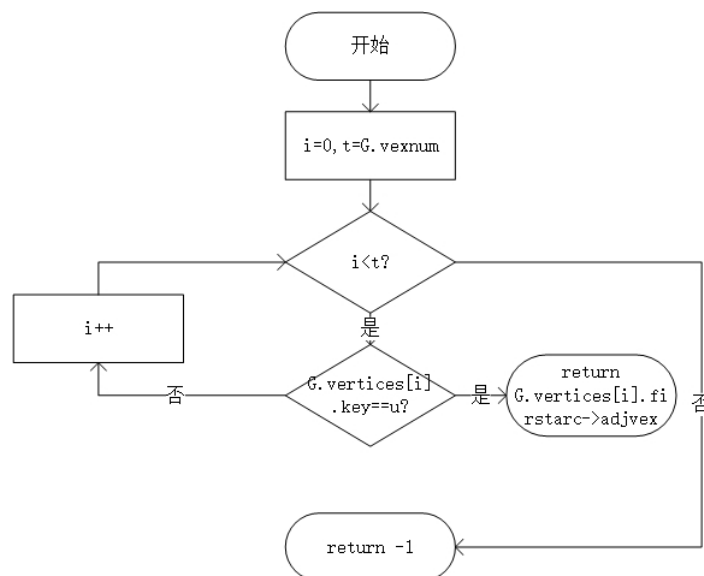 开始
i=0,t=G.vexnum
i<t?
i++
是
G.vertices[i]
.key==u?
否
是
return
G.vertices[i].fi
rstarc->adjvex
否
return -1